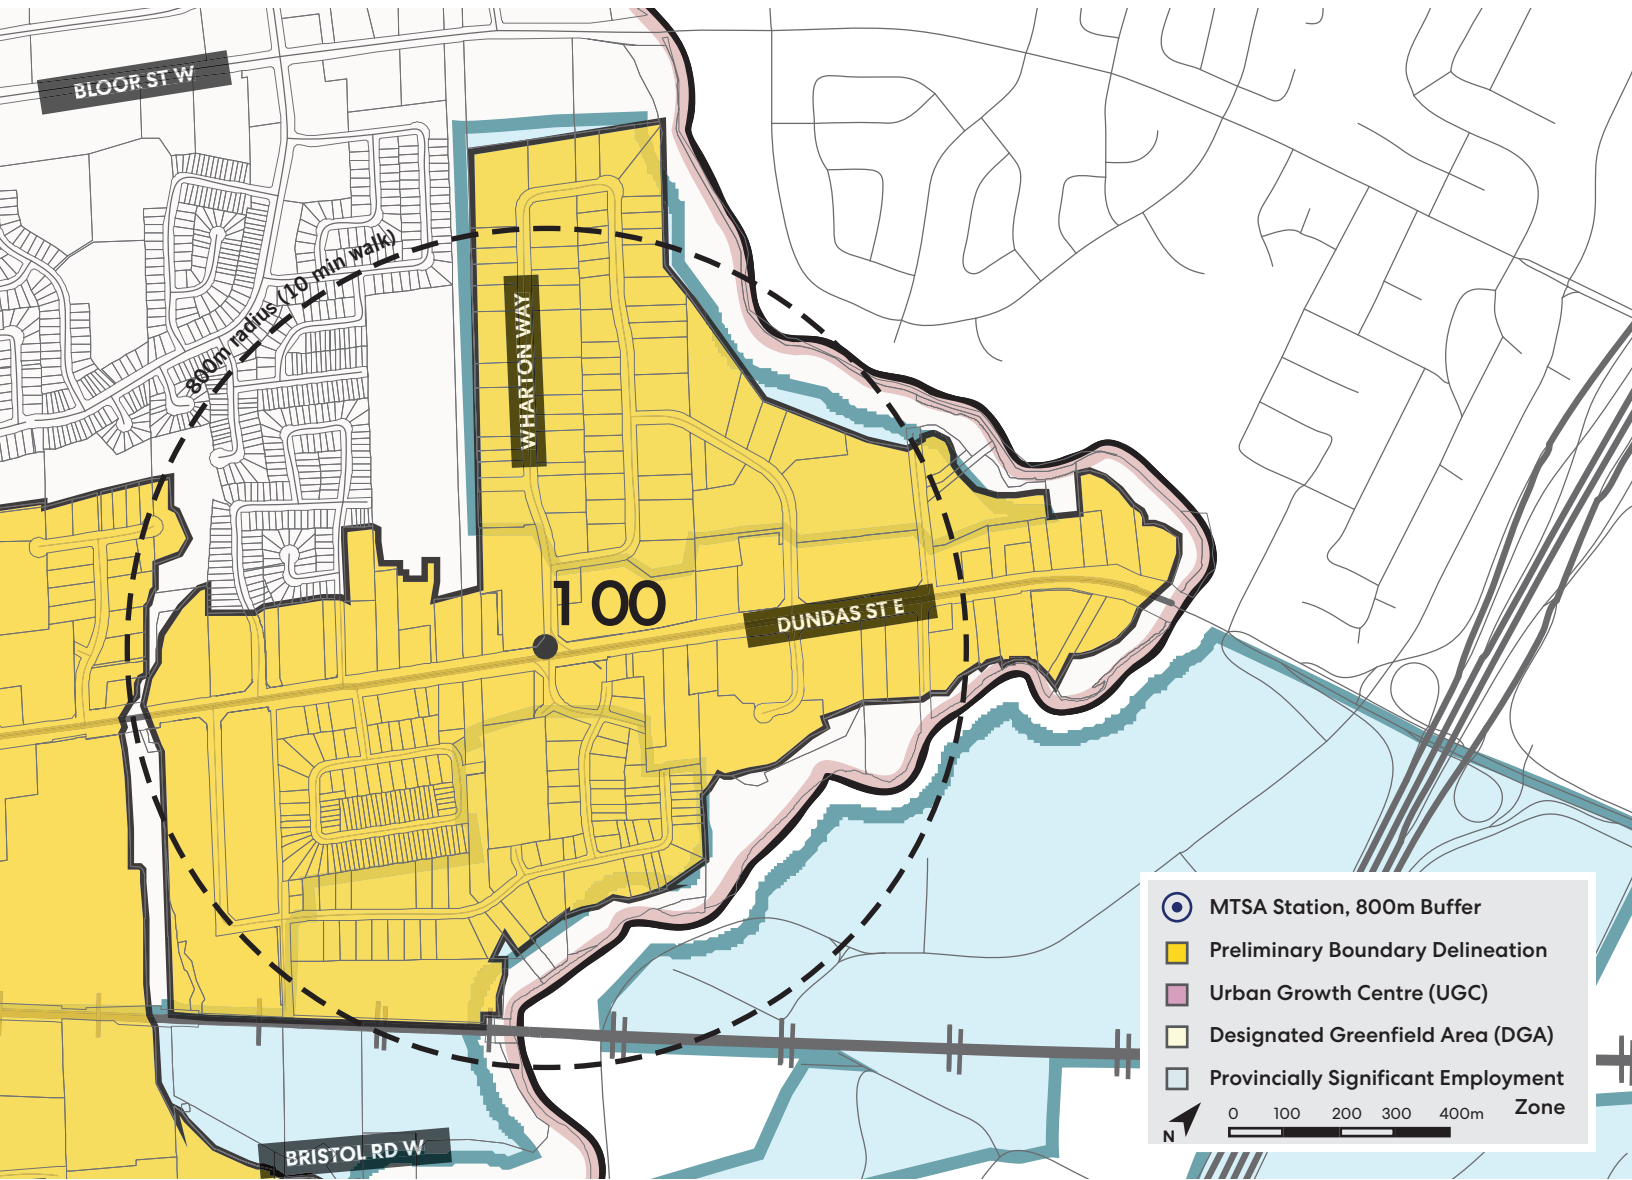 BLOOR ST W
800m radius (10 min walk)
WHARTON WAY
100
DUNDAS ST E
BRISTOL RD W
MTSA Station, 800m Buffer
Preliminary Boundary Delineation
Urban Growth Centre (UGC)
Designated Greenfield Area (DGA)
Provincially Significant Employment
Zone
N
0 100 200 300 400m